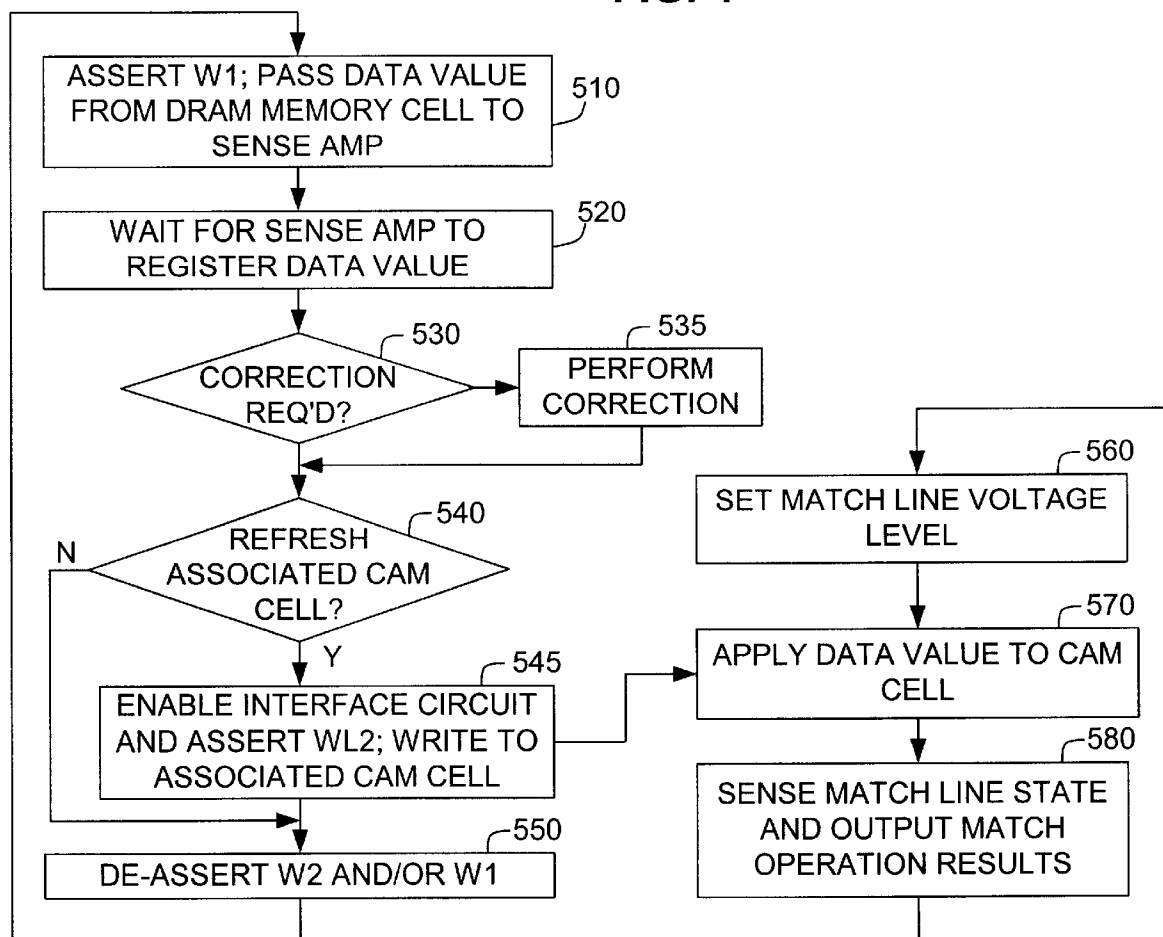 ASSERT W1; PASS DATA VALUE
FROM DRAM MEMORY CELL TO
SENSE AMP
510
WAIT FOR SENSE AMP TO
REGISTER DATA VALUE
520
CORRECTION
REQ'D?
530
PERFORM
CORRECTION
535
REFRESH
ASSOCIATED CAM
CELL?
540
N
Y
ENABLE INTERFACE CIRCUIT
AND ASSERT WL2; WRITE TO
ASSOCIATED CAM CELL
545
DE-ASSERT W2 AND/OR W1
550
SET MATCH LINE VOLTAGE
LEVEL
560
APPLY DATA VALUE TO CAM
CELL
570
SENSE MATCH LINE STATE
AND OUTPUT MATCH
OPERATION RESULTS
580